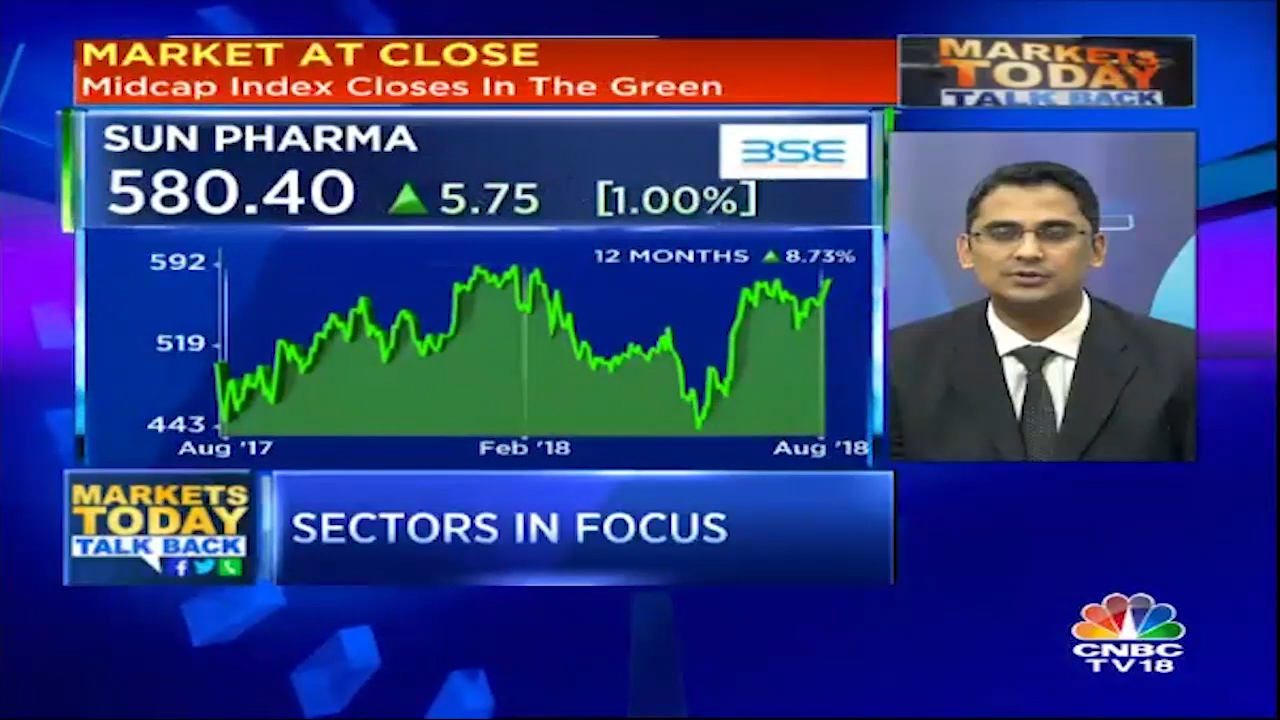 MARKET AT CLOSE
Midcap Index Closes In The Green
MARKETS
TODAY
TALK BACK
SUN PHARMA
BSE
580.40 ▲ 5.75 [1.00%]
12 MONTHS ▲ 8.73%
592
519
443
Aug '17 Feb '18 Aug '18
MARKETS
TODAY
TALK BACK
SECTORS IN FOCUS
CNBC
TV18